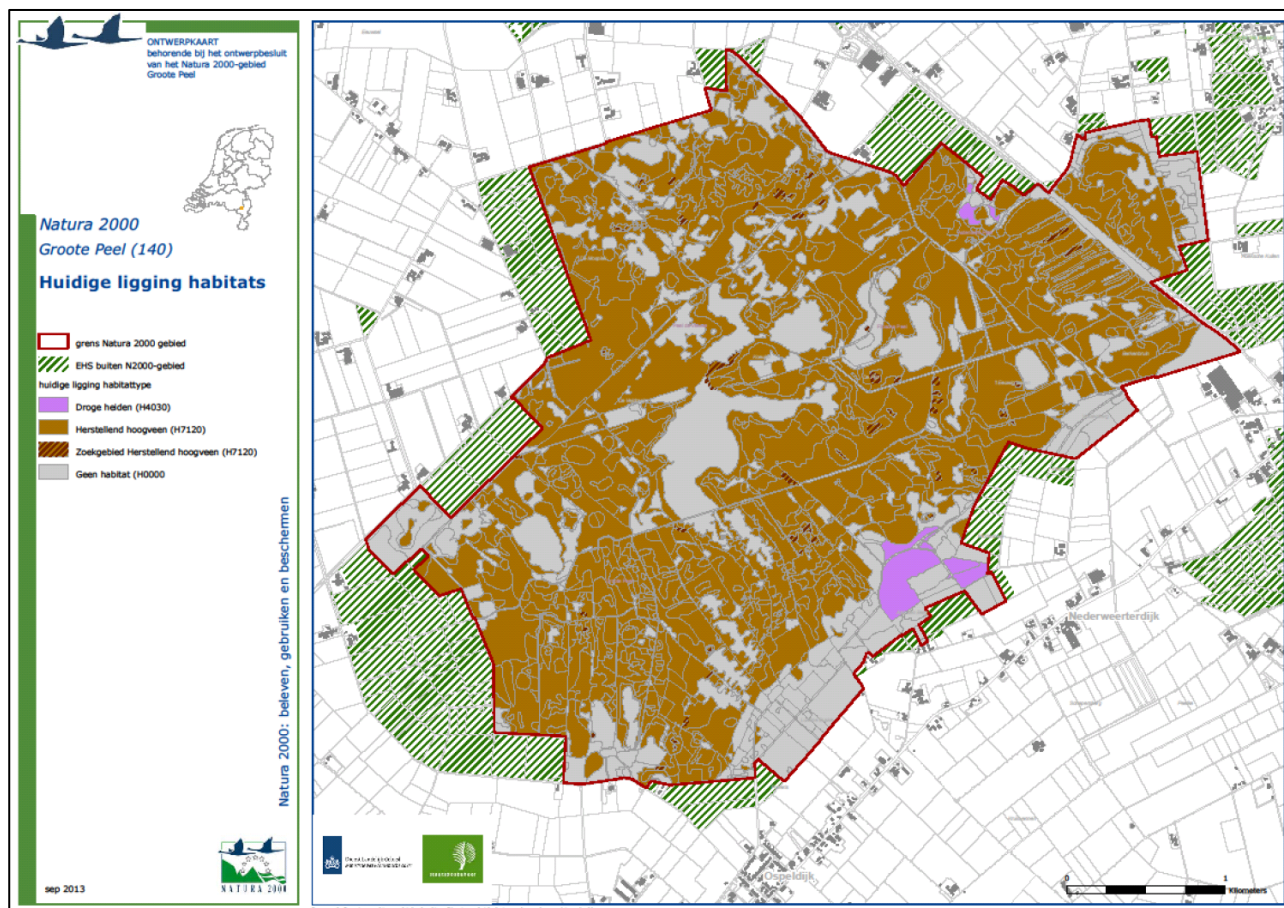 ONTWERPKAART
behorende bij het ontwerpbesluit
van het Natura 2000-gebied
Groote Peel
Natura 2000
Groote Peel (140)
Huidige ligging habitats
grens Natura 2000 gebied
EHS buiten N2000-gebied
huidige ligging habitattype
Droge heiden (H4030)
Herstellend hoogveen (H7120)
Zoekgebied Herstellend hoogveen (H7120)
Geen habitat (H0000
Natura 2000: beleven, gebruiken en beschermen
sep 2013
NATURA 2000
Nederweerterdijk
Ospeldijk
0
1
Kilometers